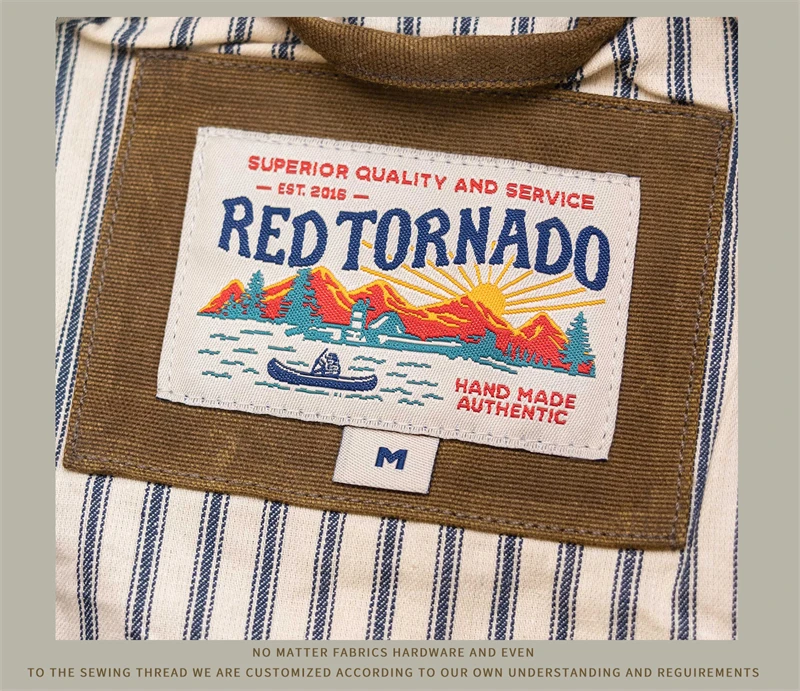 SUPERIOR QUALITY AND SERVICE
EST. 2016
RED TORNADO
HAND MADE
AUTHENTIC
M
NO MATTER FABRICS HARDWARE AND EVEN
TO THE SEWING THREAD WE ARE CUSTOMIZED ACCORDING TO OUR OWN UNDERSTANDING AND REGUIREMENTS